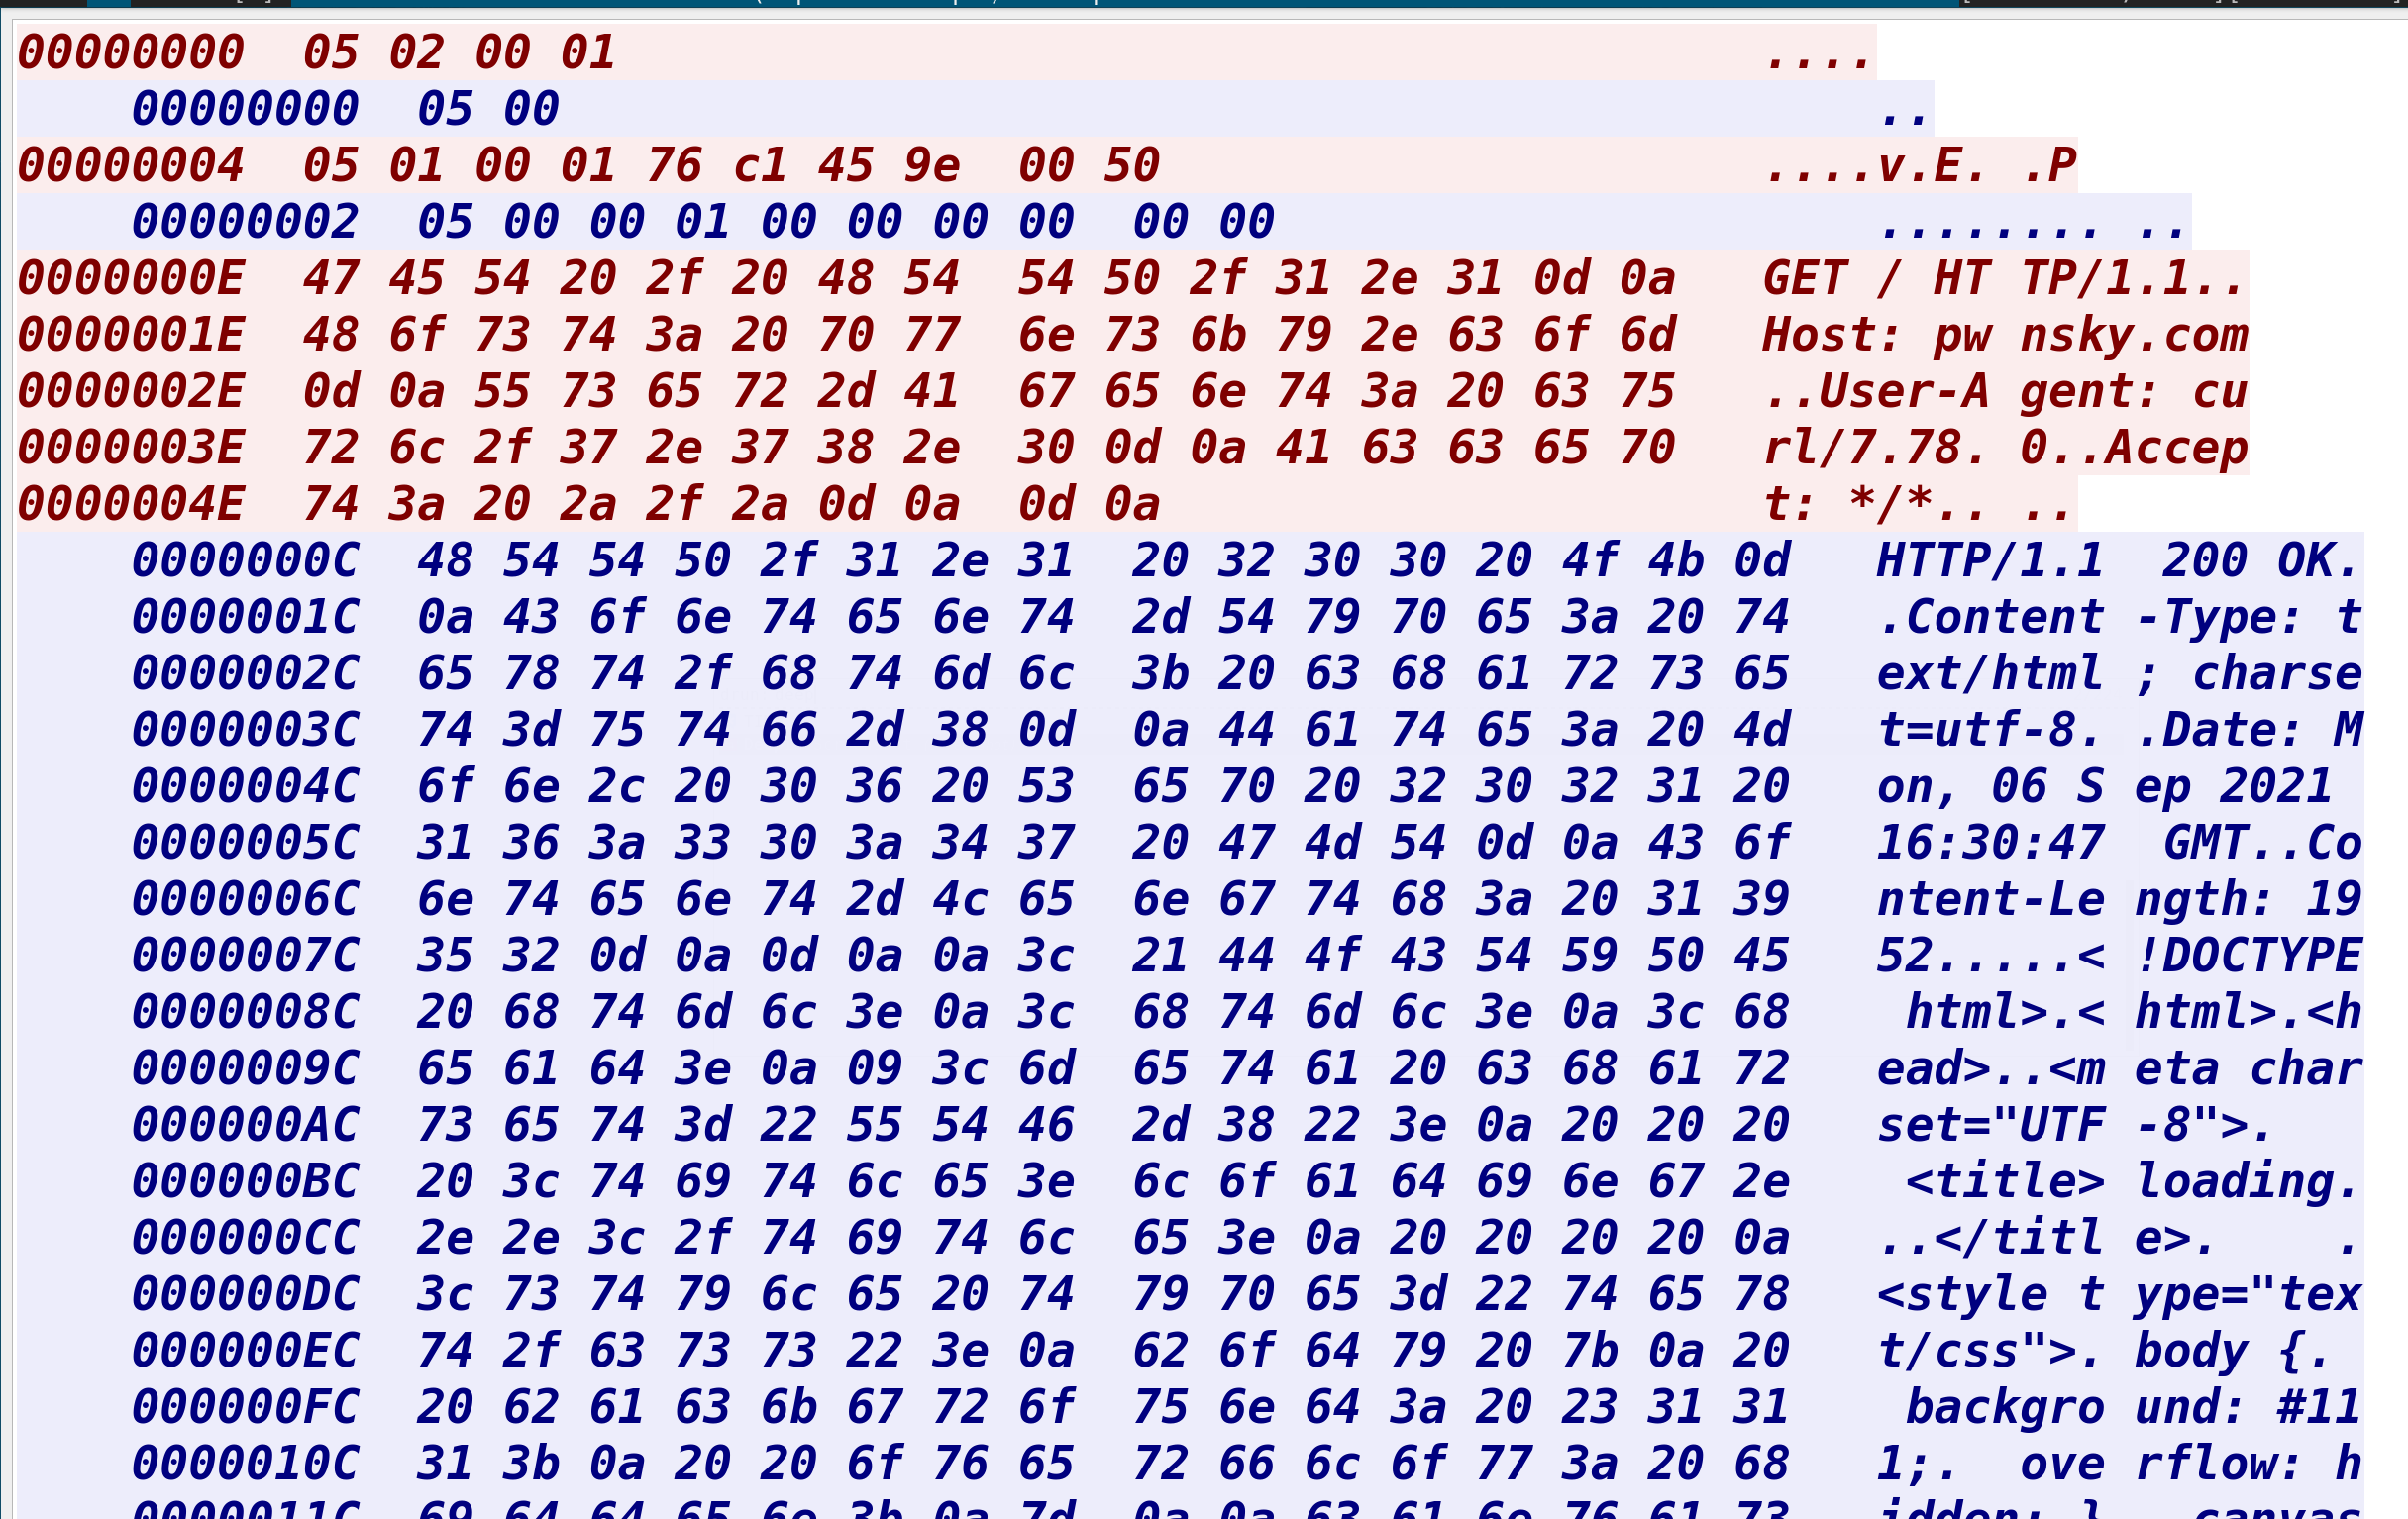 00000000  05 02 00 01                                        ....
    00000000  05 00                                              ..
00000004  05 01 00 01 76 c1 45 9e  00 50                     ....v.E. .P
    00000002  05 00 00 01 00 00 00 00  00 00                     ........ ..
0000000E  47 45 54 20 2f 20 48 54  54 50 2f 31 2e 31 0d 0a   GET / HT TP/1.1..
0000001E  48 6f 73 74 3a 20 70 77  6e 73 6b 79 2e 63 6f 6d   Host: pw nsky.com
0000002E  0d 0a 55 73 65 72 2d 41  67 65 6e 74 3a 20 63 75   ..User-A gent: cu
0000003E  72 6c 2f 37 2e 37 38 2e  30 0d 0a 41 63 63 65 70   rl/7.78. 0..Accep
0000004E  74 3a 20 2a 2f 2a 0d 0a  0d 0a                     t: */*.. ..
    0000000C  48 54 54 50 2f 31 2e 31  20 32 30 30 20 4f 4b 0d   HTTP/1.1  200 OK.
    0000001C  0a 43 6f 6e 74 65 6e 74  2d 54 79 70 65 3a 20 74   .Content -Type: t
    0000002C  65 78 74 2f 68 74 6d 6c  3b 20 63 68 61 72 73 65   ext/html ; charse
    0000003C  74 3d 75 74 66 2d 38 0d  0a 44 61 74 65 3a 20 4d   t=utf-8. .Date: M
    0000004C  6f 6e 2c 20 30 36 20 53  65 70 20 32 30 32 31 20   on, 06 S ep 2021 
    0000005C  31 36 3a 33 30 3a 34 37  20 47 4d 54 0d 0a 43 6f   16:30:47  GMT..Co
    0000006C  6e 74 65 6e 74 2d 4c 65  6e 67 74 68 3a 20 31 39   ntent-Le ngth: 19
    0000007C  35 32 0d 0a 0d 0a 0a 3c  21 44 4f 43 54 59 50 45   52.....< !DOCTYPE
    0000008C  20 68 74 6d 6c 3e 0a 3c  68 74 6d 6c 3e 0a 3c 68    html>.< html>.<h
    0000009C  65 61 64 3e 0a 09 3c 6d  65 74 61 20 63 68 61 72   ead>..<m eta char
    000000AC  73 65 74 3d 22 55 54 46  2d 38 22 3e 0a 20 20 20   set="UTF -8">.   
    000000BC  20 3c 74 69 74 6c 65 3e  6c 6f 61 64 69 6e 67 2e    <title> loading.
    000000CC  2e 2e 3c 2f 74 69 74 6c  65 3e 0a 20 20 20 20 0a   ..</titl e>.    .
    000000DC  3c 73 74 79 6c 65 20 74  79 70 65 3d 22 74 65 78   <style t ype="tex
    000000EC  74 2f 63 73 73 22 3e 0a  62 6f 64 79 20 7b 0a 20   t/css">. body {. 
    000000FC  20 62 61 63 6b 67 72 6f  75 6e 64 3a 20 23 31 31    backgro und: #11
    0000010C  31 3b 0a 20 20 6f 76 65  72 66 6c 6f 77 3a 20 68   1;.  ove rflow: h
    0000011C  69 64 64 65 6e 3b 0a 7d  0a 0a 63 61 6e 76 61 73   idden;.} ..canvas